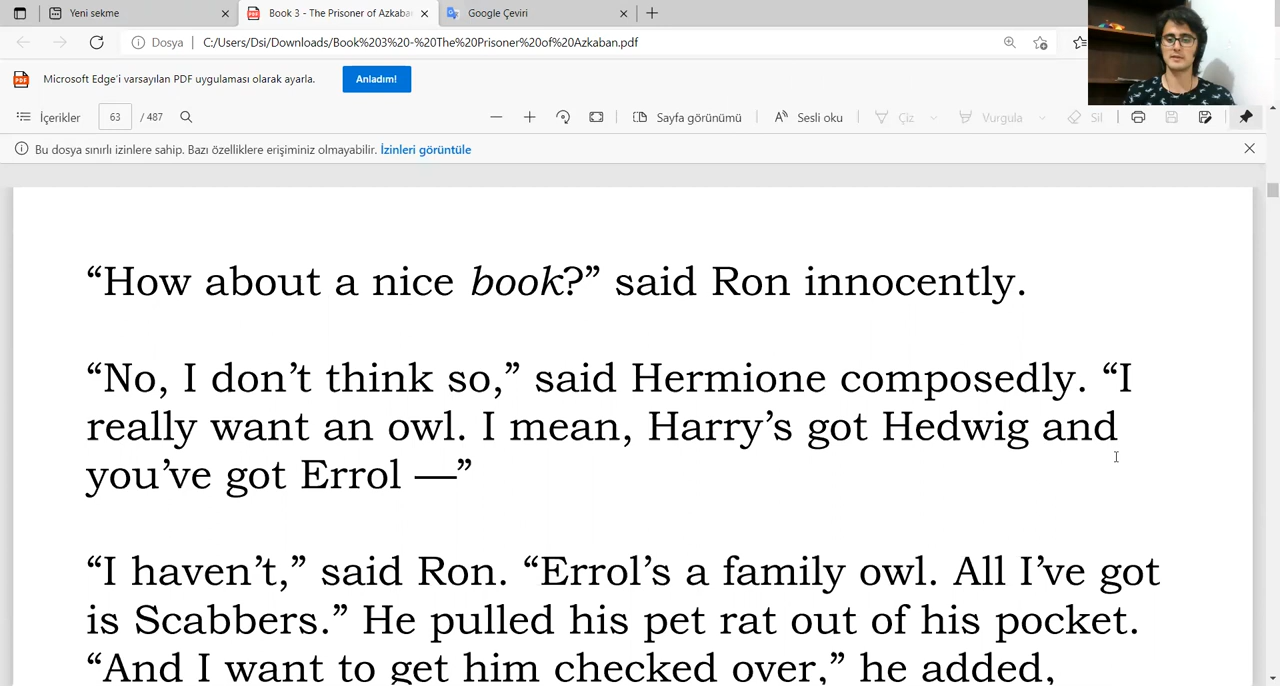 Yeni sekme
Book 3 - The Prisoner of Azkaba
Google Çeviri
Dosya
C:/Users/Dsi/Downloads/Book%203%20-%20The%20Prisoner%20of%20Azkaban.pdf
Microsoft Edge'i varsayılan PDF uygulaması olarak ayarla.
Anladım!
İçerikler
63 / 487
Sayfa görünümü
Sesli oku
Çiz
Vurgula
Sil
Bu dosya sınırlı izinlere sahip. Bazı özelliklere erişiminiz olmayabilir. İzinleri görüntüle
“How about a nice book?” said Ron innocently.
“No, I don’t think so,” said Hermione composedly. “I
really want an owl. I mean, Harry’s got Hedwig and
you’ve got Errol —”
“I haven’t,” said Ron. “Errol’s a family owl. All I’ve got
is Scabbers.” He pulled his pet rat out of his pocket.
“And I want to get him checked over,” he added,